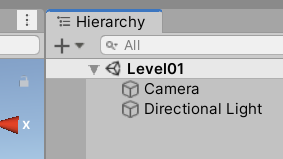 Hierarchy
All
Level01
Camera
Directional Light
x